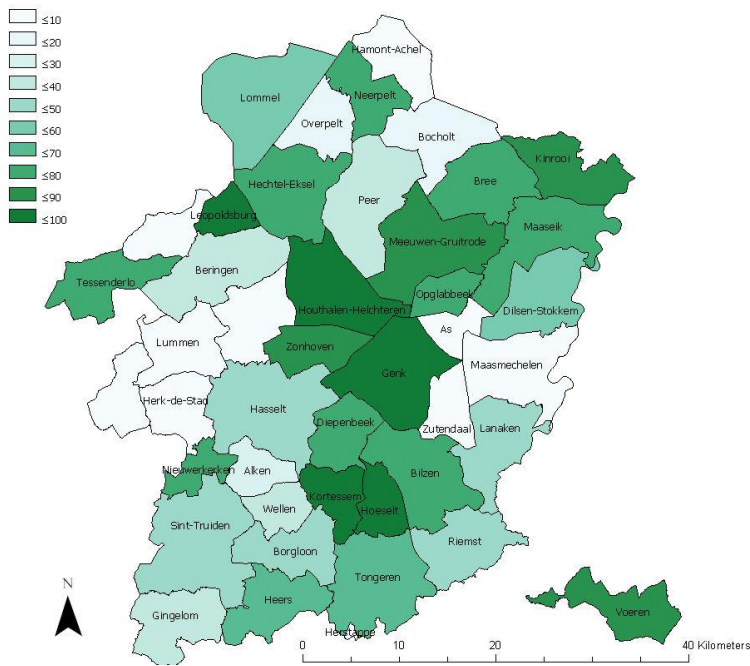 ≤10
≤20
≤30
≤40
≤50
≤60
≤70
≤80
≤90
≤100
Hamont-Achel
Lommel
Neerpelt
Overpelt
Bocholt
Kinrooi
Hechtel-Eksel
Bree
Peer
Leopoldsburg
Maaseik
Meeuwen-Gruitrode
Beringen
Tessenderlo
Opglabbeek
Houthalen-Helchteren
Dilsen-Stokkem
As
Lummen
Zonhoven
Maasmechelen
Genk
Herk-de-Stad
Hasselt
Diepenbeek
Zutendaal
Lanaken
Nieuwerkerken
Alken
Bilzen
Kortessem
Wellen
Hoeselt
Sint-Truiden
Riemst
Borgloon
Tongeren
Heers
Voeren
Gingelom
Herstappe
N
0 10 20 40 Kilometers